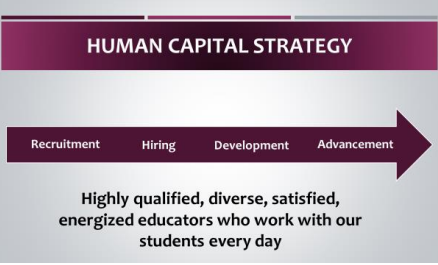 HUMAN CAPITAL STRATEGY
Recruitment Hiring Development Advancement
Highly qualified, diverse, satisfied,
energized educators who work with our
students every day